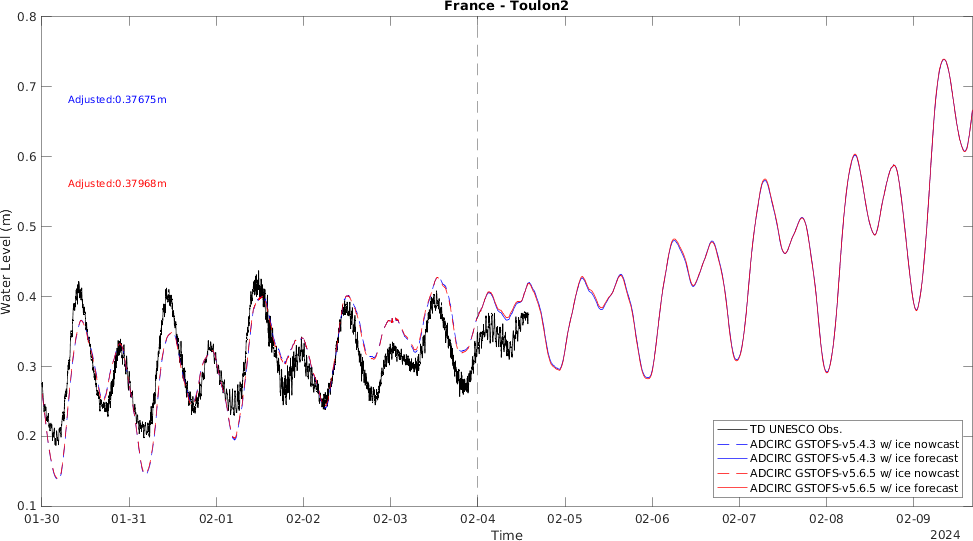 France - Toulon2
0.8
0.7
0.6
0.5
0.4
0.3
0.2
0.1
Water Level (m)
Adjusted:0.37675m
Adjusted:0.37968m
TD UNESCO Obs.
ADCIRC GSTOFS-v5.4.3 w/ ice nowcast
ADCIRC GSTOFS-v5.4.3 w/ ice forecast
ADCIRC GSTOFS-v5.6.5 w/ ice nowcast
ADCIRC GSTOFS-v5.6.5 w/ ice forecast
01-30 01-31 02-01 02-02 02-03 02-04 02-05 02-06 02-07 02-08 02-09
Time
2024